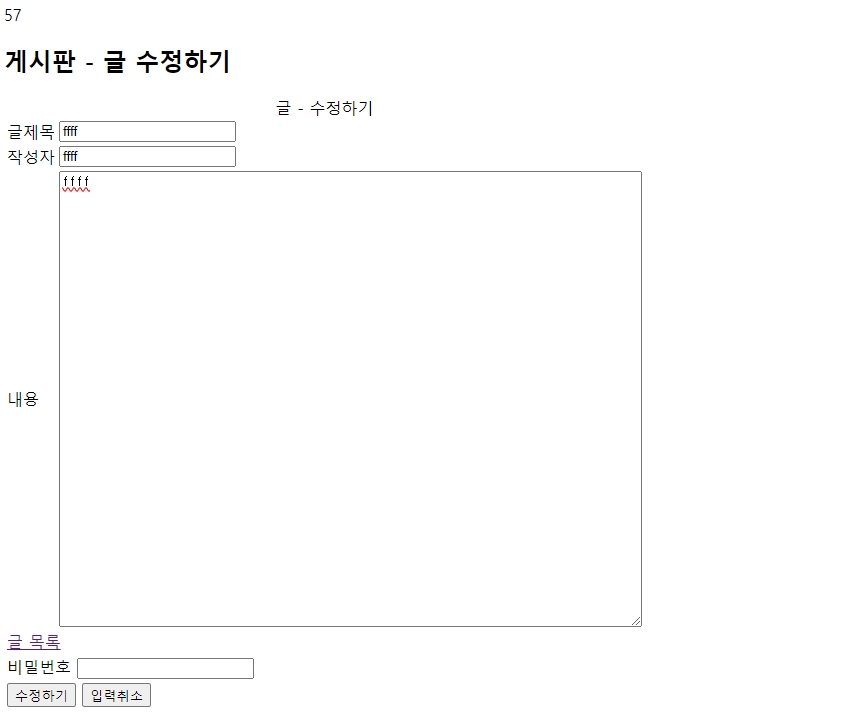 57
게시판 - 글 수정하기
글 - 수정하기
글제목 ffff
작성자 ffff
ffff
내용
글 목록
비밀번호
수정하기 입력취소